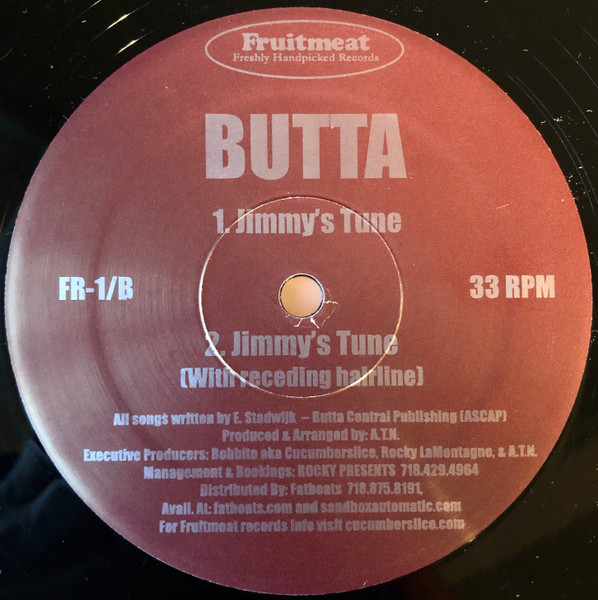 Fruitmeat
Freshly Handpicked Records
BUTTA
1. Jimmy's Tune
FR-1/B
33 RPM
2. Jimmy's Tune
(With receding hairline)
All songs written by E. Stadwijk – Butta Central Publishing (ASCAP)
Produced & Arranged by: A.T.N.
Executive Producers: Bobbito aka Cucumberslice, Rocky LaMontagne, & A.T.N.
Management & Bookings: ROCKY PRESENTS 718.429.4964
Distributed By: Fatbeats 718.875.8191,
Avail. At: fatbeats.com and sandboxautomatic.com
For Fruitmeat records info visit cucumberslice.com